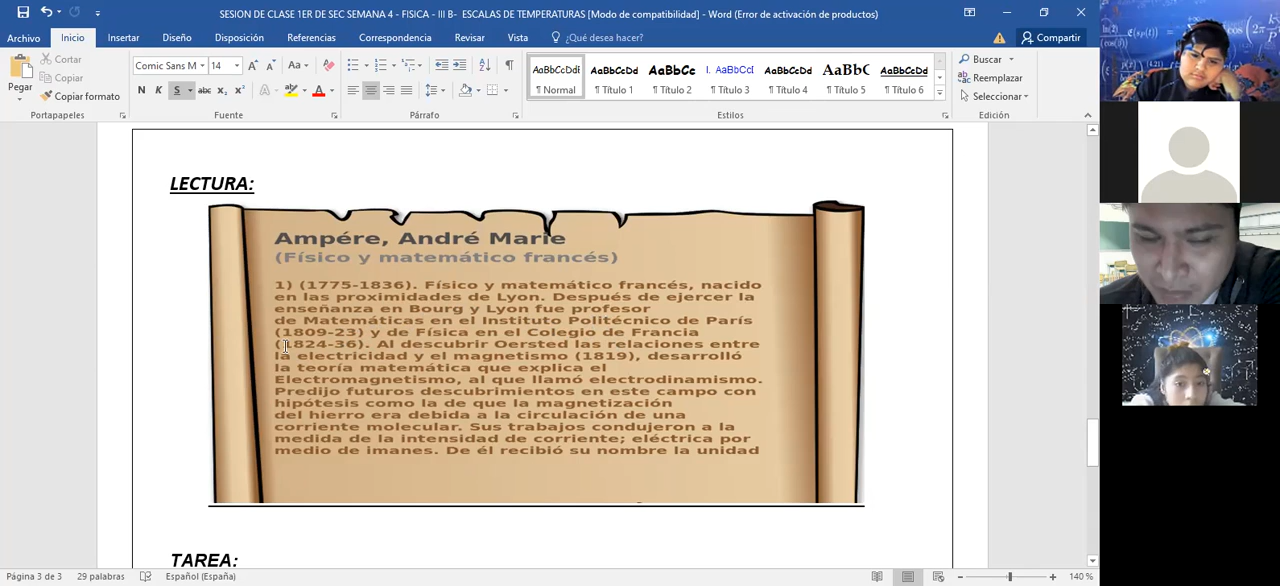 SESION DE CLASE 1ER DE SEC SEMANA 4 - FISICA - III B- ESCALAS DE TEMPERATURAS [Modo de compatibilidad] - Word (Error de activación de productos)
Archivo Inicio Insertar Diseño Disposición Referencias Correspondencia Revisar Vista ¿Qué desea hacer? Compartir
Pegar
Cortar
Copiar
Copiar formato
Portapapeles
Comic Sans M 14 Aa
N K S abc x₂ x² A A
Fuente
Párrafo
AaBbCcDdE AaBbCcDd AaBbCc I. AaBbCcI AaBbCcDd AaBbC AaBbCcDd
¶ Normal ¶ Título 1 ¶ Título 2 ¶ Título 3 ¶ Título 4 ¶ Título 5 ¶ Título 6
Estilos
Buscar
Reemplazar
Seleccionar
Edición
LECTURA:
Ampére, André Marie
(Físico y matemático francés)
1) (1775-1836). Físico y matemático francés, nacido
en las proximidades de Lyon. Después de ejercer la
enseñanza en Bourg y Lyon fue profesor
de Matemáticas en el Instituto Politécnico de París
(1809-23) y de Física en el Colegio de Francia
(1824-36). Al descubrir Oersted las relaciones entre
la electricidad y el magnetismo (1819), desarrolló
la teoría matemática que explica el
Electromagnetismo, al que llamó electrodinamismo.
Predijo futuros descubrimientos en este campo con
hipótesis como la de que la magnetización
del hierro era debida a la circulación de una
corriente molecular. Sus trabajos condujeron a la
medida de la intensidad de corriente; eléctrica por
medio de imanes. De él recibió su nombre la unidad
TAREA:
Página 3 de 3 29 palabras Español (España) 140 %